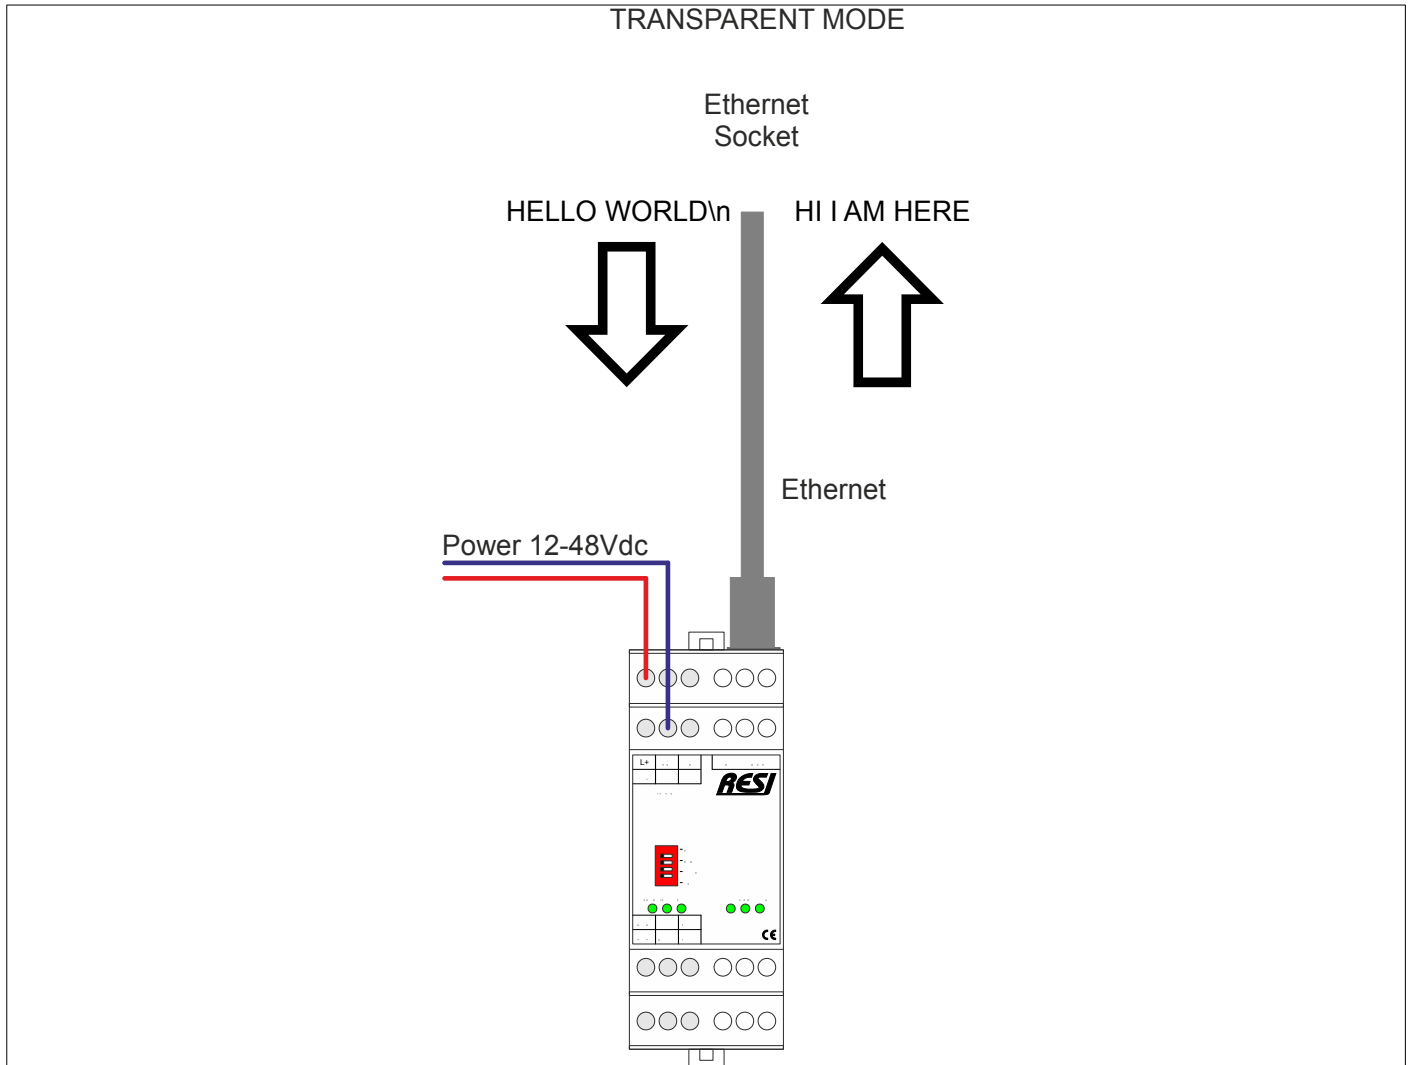 TRANSPARENT MODE
Ethernet
Socket
HELLO WORLD\n
HI I AM HERE
Ethernet
Power 12-48Vdc
L+
RESI
CE